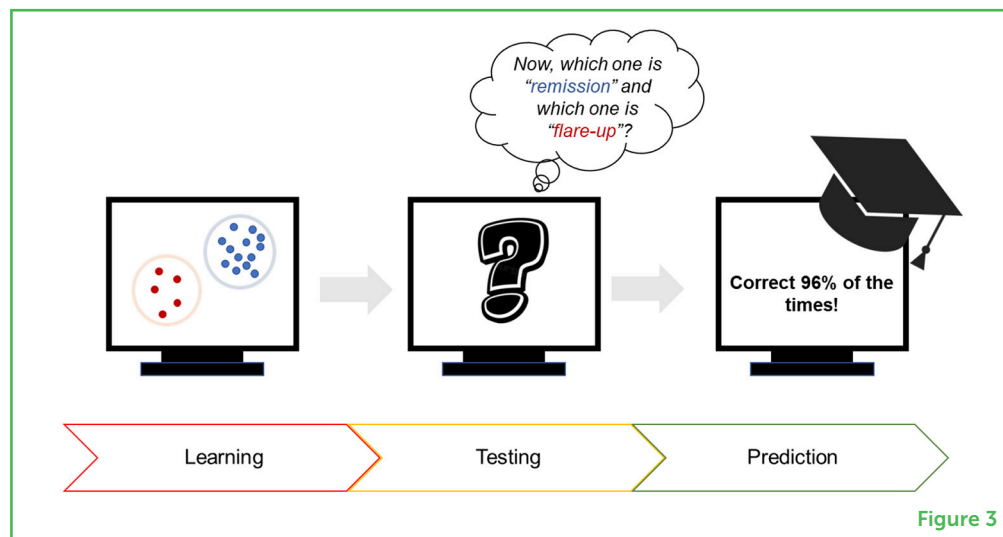 Now, which one is
“remission” and
which one is
“flare-up”?
Correct 96% of the
times!
Learning
Testing
Prediction
Figure 3